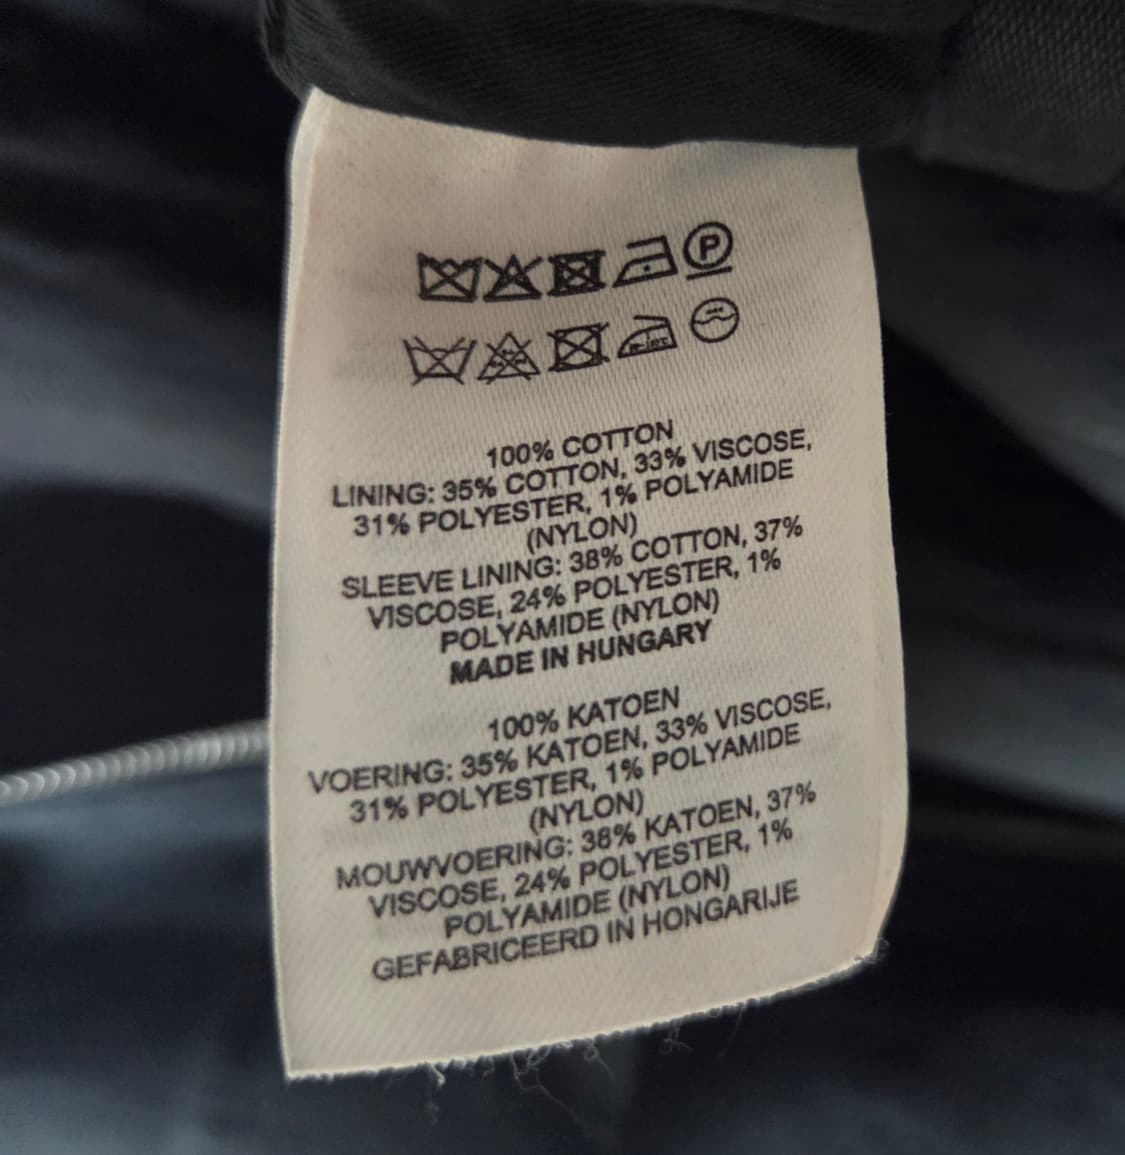 P
100% COTTON
LINING: 35% COTTON, 33% VISCOSE,
31% POLYESTER, 1% POLYAMIDE
(NYLON)
SLEEVE LINING: 38% COTTON, 37%
VISCOSE, 24% POLYESTER, 1%
POLYAMIDE (NYLON)
MADE IN HUNGARY
100% KATOEN
VOERING: 35% KATOEN, 33% VISCOSE,
31% POLYESTER, 1% POLYAMIDE
(NYLON)
MOUWVOERING: 38% KATOEN, 37%
VISCOSE, 24% POLYESTER, 1%
POLYAMIDE (NYLON)
GEFABRICEERD IN HONGARIJE